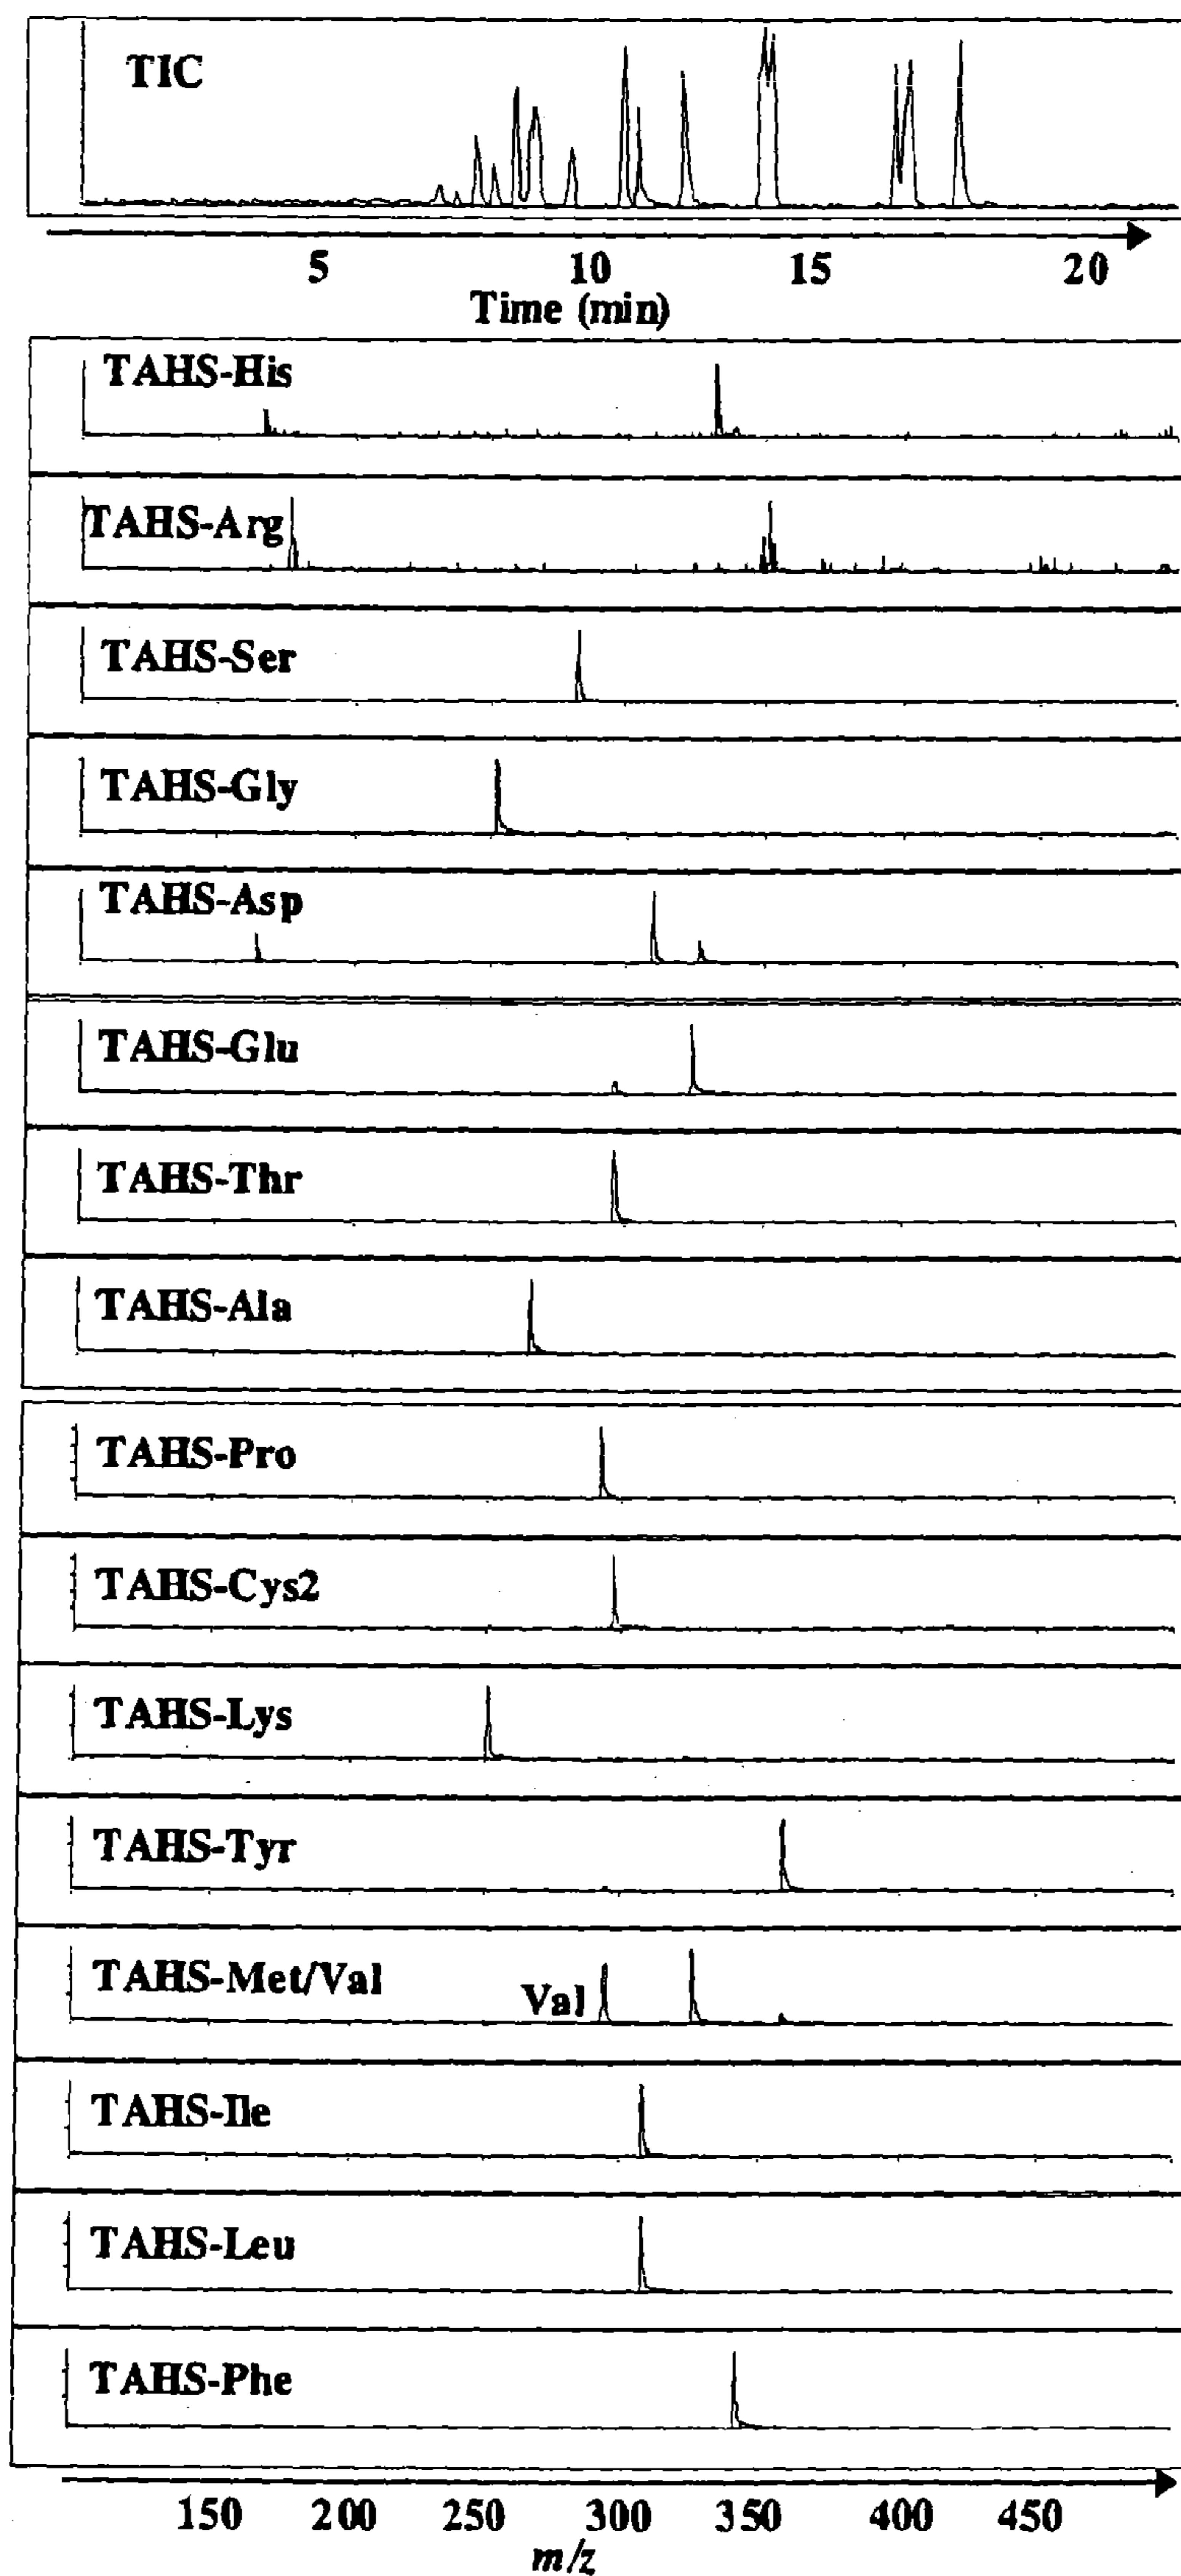 TIC
5 10 15 20
Time (min)
TAHS-His
TAHS-Arg
TAHS-Ser
TAHS-Gly
TAHS-Asp
TAHS-Glu
TAHS-Thr
TAHS-Ala
TAHS-Pro
TAHS-Cys2
TAHS-Lys
TAHS-Tyr
TAHS-Met/Val
Val
TAHS-Ile
TAHS-Leu
TAHS-Phe
150 200 250 300 350 400 450
m/z